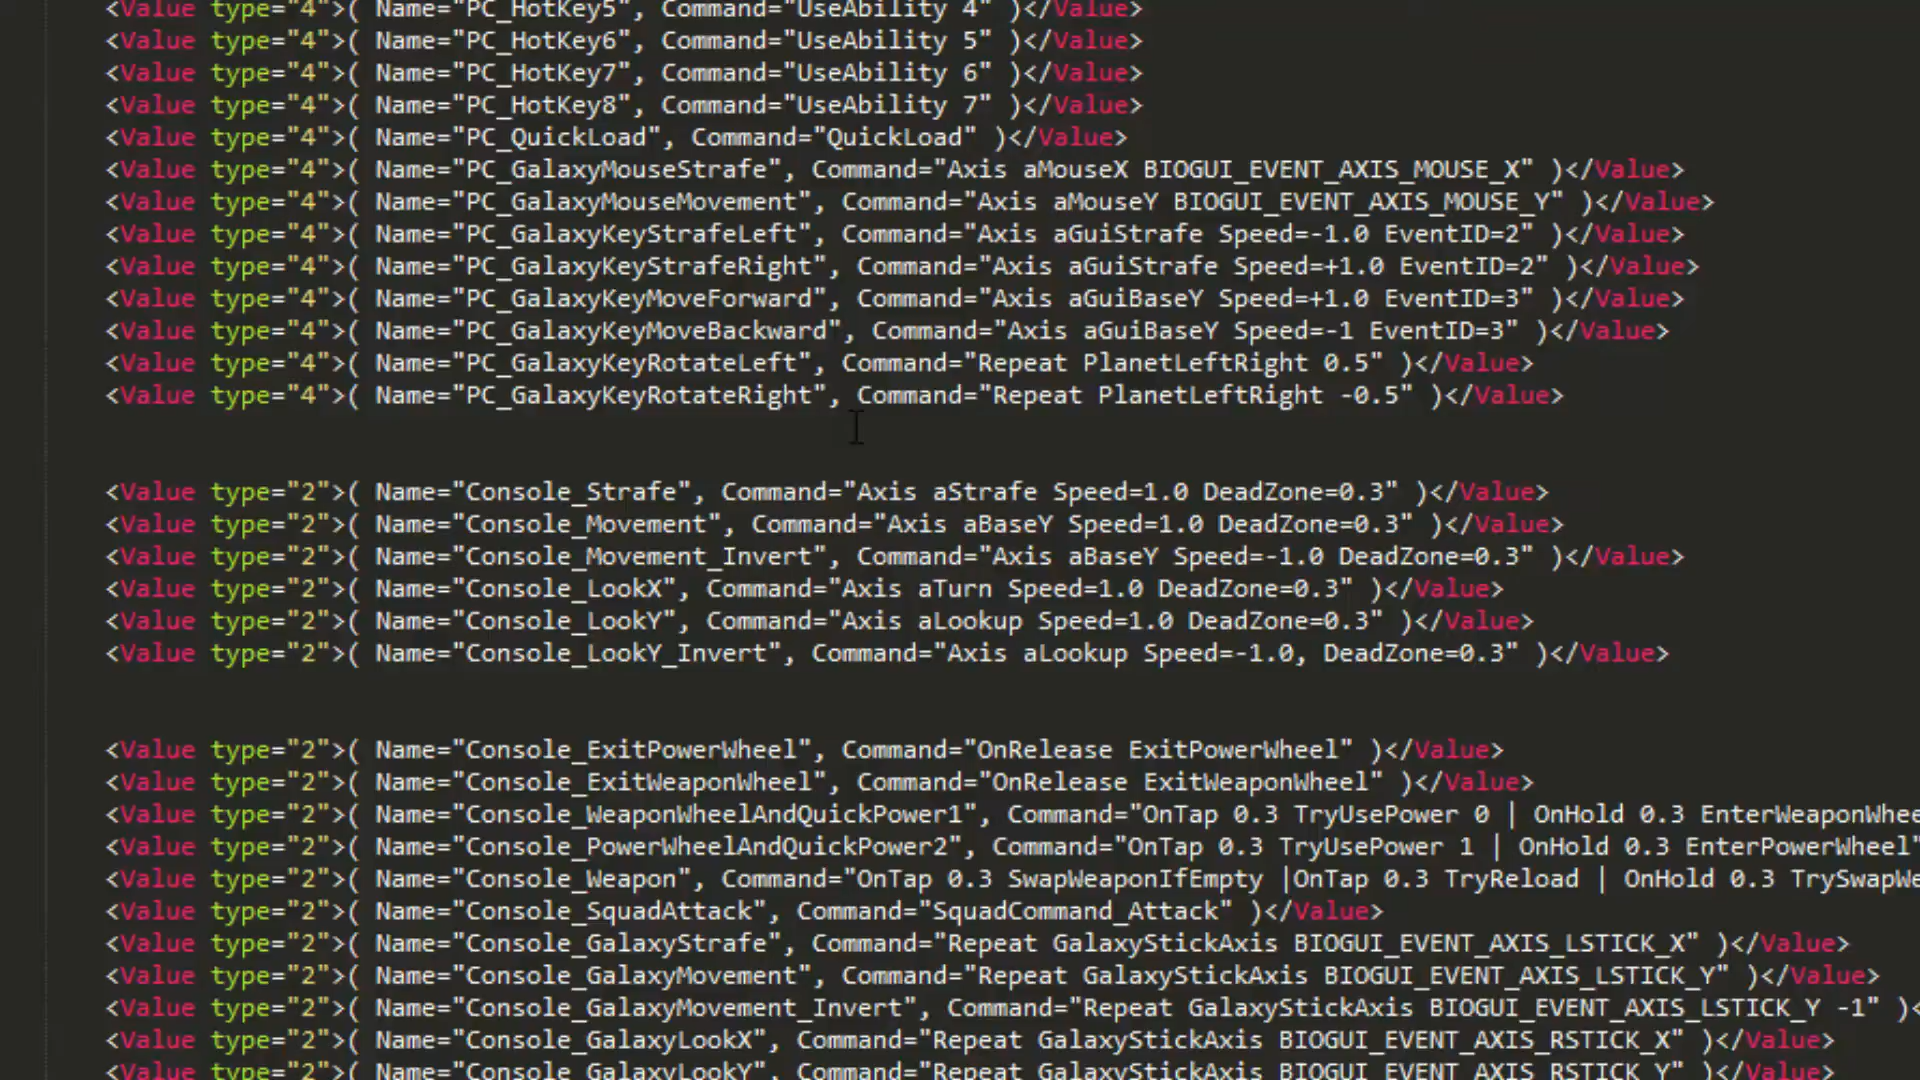 <Value type="4">( Name="PC_HotKey5", Command="UseAbility 4" )</Value>
<Value type="4">( Name="PC_HotKey6", Command="UseAbility 5" )</Value>
<Value type="4">( Name="PC_HotKey7", Command="UseAbility 6" )</Value>
<Value type="4">( Name="PC_HotKey8", Command="UseAbility 7" )</Value>
<Value type="4">( Name="PC_QuickLoad", Command="QuickLoad" )</Value>
<Value type="4">( Name="PC_GalaxyMouseStrafe", Command="Axis aMouseX BIOGUI_EVENT_AXIS_MOUSE_X" )</Value>
<Value type="4">( Name="PC_GalaxyMouseMovement", Command="Axis aMouseY BIOGUI_EVENT_AXIS_MOUSE_Y" )</Value>
<Value type="4">( Name="PC_GalaxyKeyStrafeLeft", Command="Axis aGuiStrafe Speed=-1.0 EventID=2" )</Value>
<Value type="4">( Name="PC_GalaxyKeyStrafeRight", Command="Axis aGuiStrafe Speed=+1.0 EventID=2" )</Value>
<Value type="4">( Name="PC_GalaxyKeyMoveForward", Command="Axis aGuiBaseY Speed=+1.0 EventID=3" )</Value>
<Value type="4">( Name="PC_GalaxyKeyMoveBackward", Command="Axis aGuiBaseY Speed=-1 EventID=3" )</Value>
<Value type="4">( Name="PC_GalaxyKeyRotateLeft", Command="Repeat PlanetLeftRight 0.5" )</Value>
<Value type="4">( Name="PC_GalaxyKeyRotateRight", Command="Repeat PlanetLeftRight -0.5" )</Value>
<Value type="2">( Name="Console_Strafe", Command="Axis aStrafe Speed=1.0 DeadZone=0.3" )</Value>
<Value type="2">( Name="Console_Movement", Command="Axis aBaseY Speed=1.0 DeadZone=0.3" )</Value>
<Value type="2">( Name="Console_Movement_Invert", Command="Axis aBaseY Speed=-1.0 DeadZone=0.3" )</Value>
<Value type="2">( Name="Console_LookX", Command="Axis aTurn Speed=1.0 DeadZone=0.3" )</Value>
<Value type="2">( Name="Console_LookY", Command="Axis aLookup Speed=1.0 DeadZone=0.3" )</Value>
<Value type="2">( Name="Console_LookY_Invert", Command="Axis aLookup Speed=-1.0, DeadZone=0.3" )</Value>
<Value type="2">( Name="Console_ExitPowerWheel", Command="OnRelease ExitPowerWheel" )</Value>
<Value type="2">( Name="Console_ExitWeaponWheel", Command="OnRelease ExitWeaponWheel" )</Value>
<Value type="2">( Name="Console_WeaponWheelAndQuickPower1", Command="OnTap 0.3 TryUsePower 0 | OnHold 0.3 EnterWeaponWhee
<Value type="2">( Name="Console_PowerWheelAndQuickPower2", Command="OnTap 0.3 TryUsePower 1 | OnHold 0.3 EnterPowerWheel"
<Value type="2">( Name="Console_Weapon", Command="OnTap 0.3 SwapWeaponIfEmpty |OnTap 0.3 TryReload | OnHold 0.3 TrySwapWe
<Value type="2">( Name="Console_SquadAttack", Command="SquadCommand_Attack" )</Value>
<Value type="2">( Name="Console_GalaxyStrafe", Command="Repeat GalaxyStickAxis BIOGUI_EVENT_AXIS_LSTICK_X" )</Value>
<Value type="2">( Name="Console_GalaxyMovement", Command="Repeat GalaxyStickAxis BIOGUI_EVENT_AXIS_LSTICK_Y" )</Value>
<Value type="2">( Name="Console_GalaxyMovement_Invert", Command="Repeat GalaxyStickAxis BIOGUI_EVENT_AXIS_LSTICK_Y -1" )<
<Value type="2">( Name="Console_GalaxyLookX", Command="Repeat GalaxyStickAxis BIOGUI_EVENT_AXIS_RSTICK_X" )</Value>
<Value type="2">( Name="Console_GalaxyLookY", Command="Repeat GalaxyStickAxis BIOGUI_EVENT_AXIS_RSTICK_Y" )</Value>